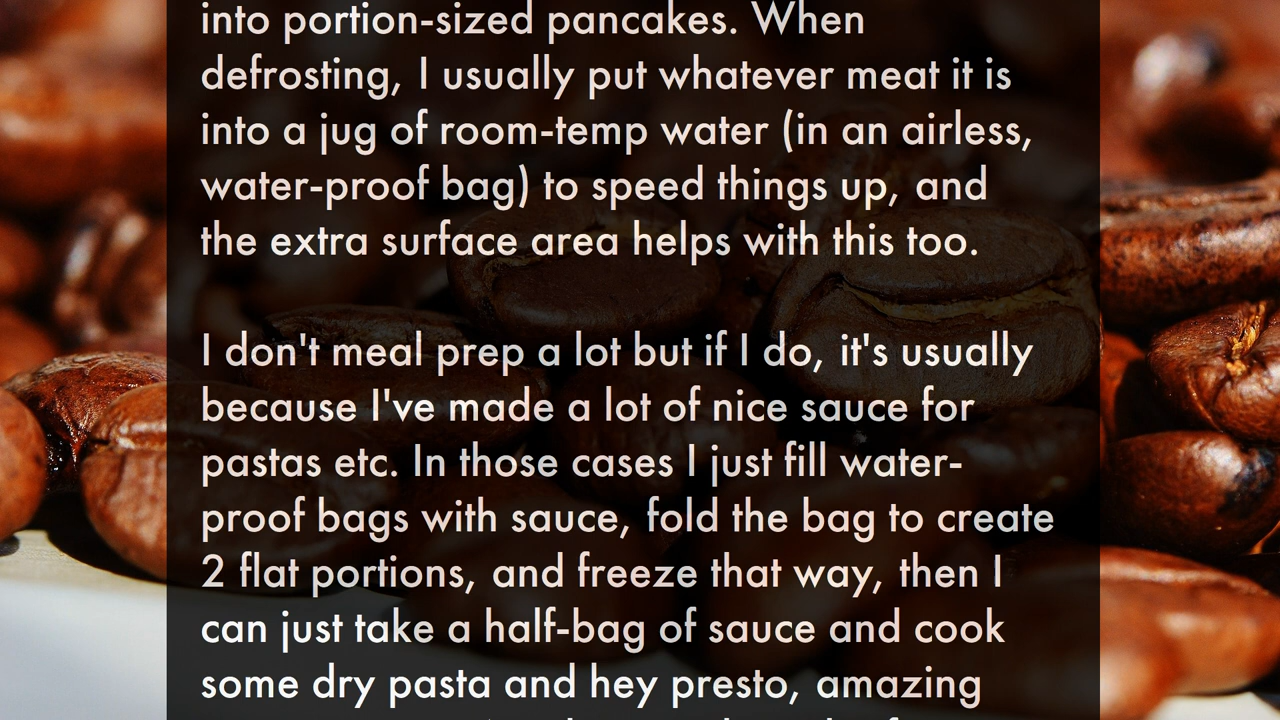 into portion-sized pancakes. When
defrosting, I usually put whatever meat it is
into a jug of room-temp water (in an airless,
water-proof bag) to speed things up, and
the extra surface area helps with this too.
I don't meal prep a lot but if I do, it's usually
because I've made a lot of nice sauce for
pastas etc. In those cases I just fill water-
proof bags with sauce, fold the bag to create
2 flat portions, and freeze that way, then I
can just take a half-bag of sauce and cook
some dry pasta and hey presto, amazing